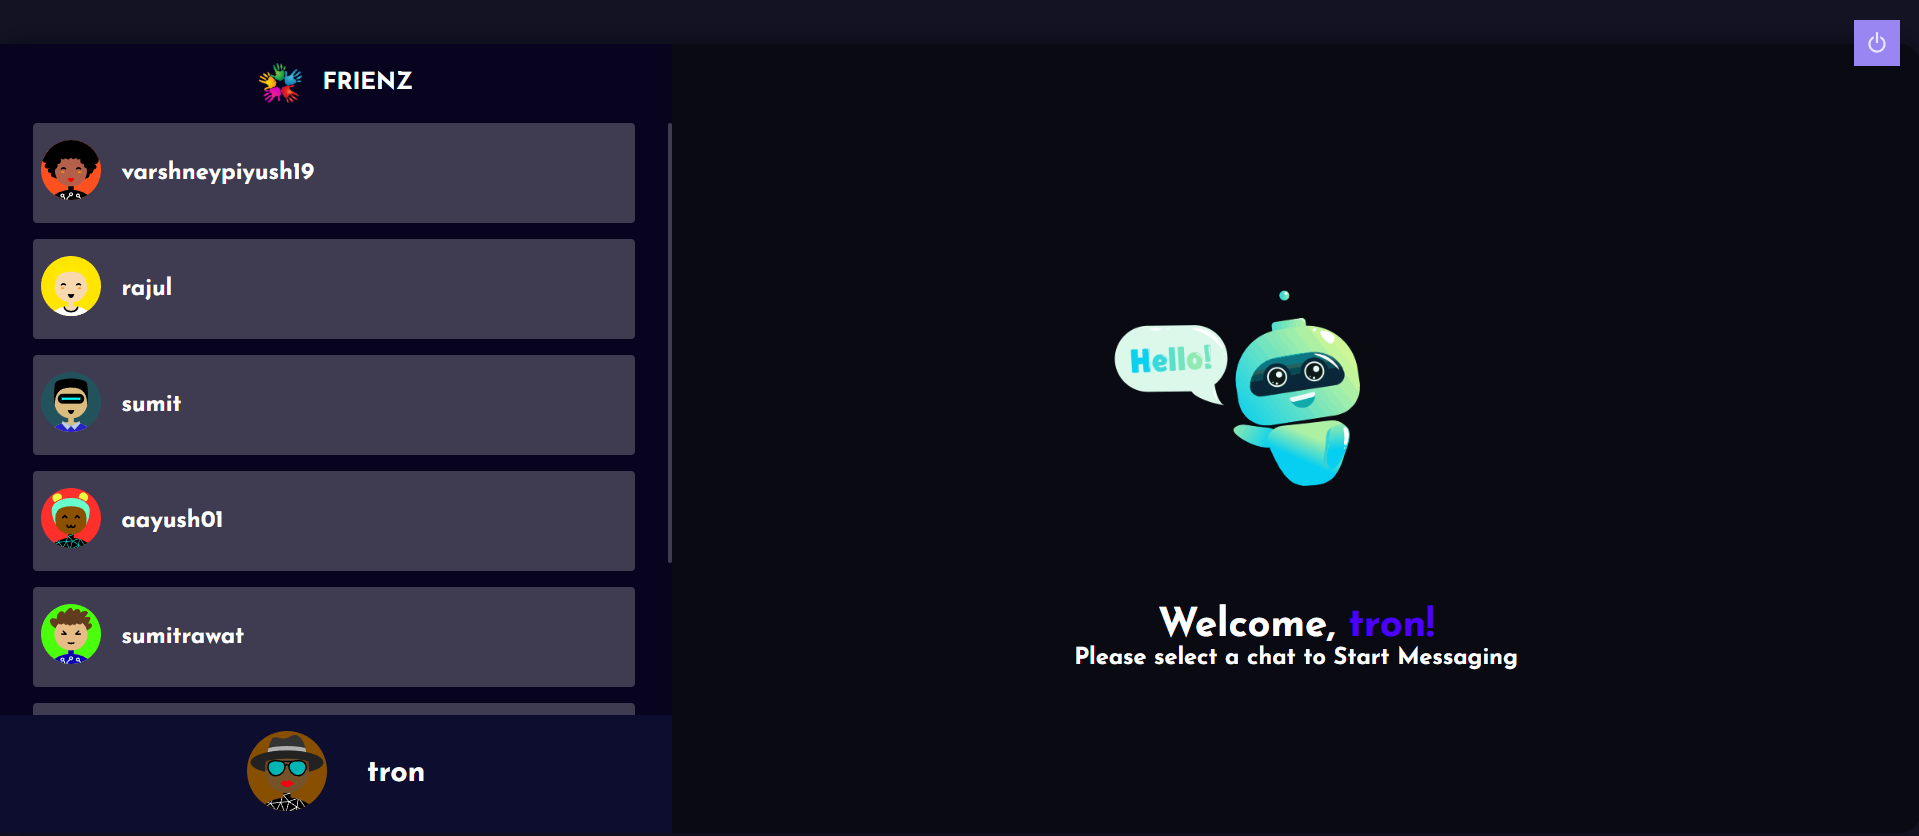 FRIENZ
varshneypiyush19
rajul
sumit
aayush01
sumitrawat
tron
Hello!
Welcome, tron!
Please select a chat to Start Messaging